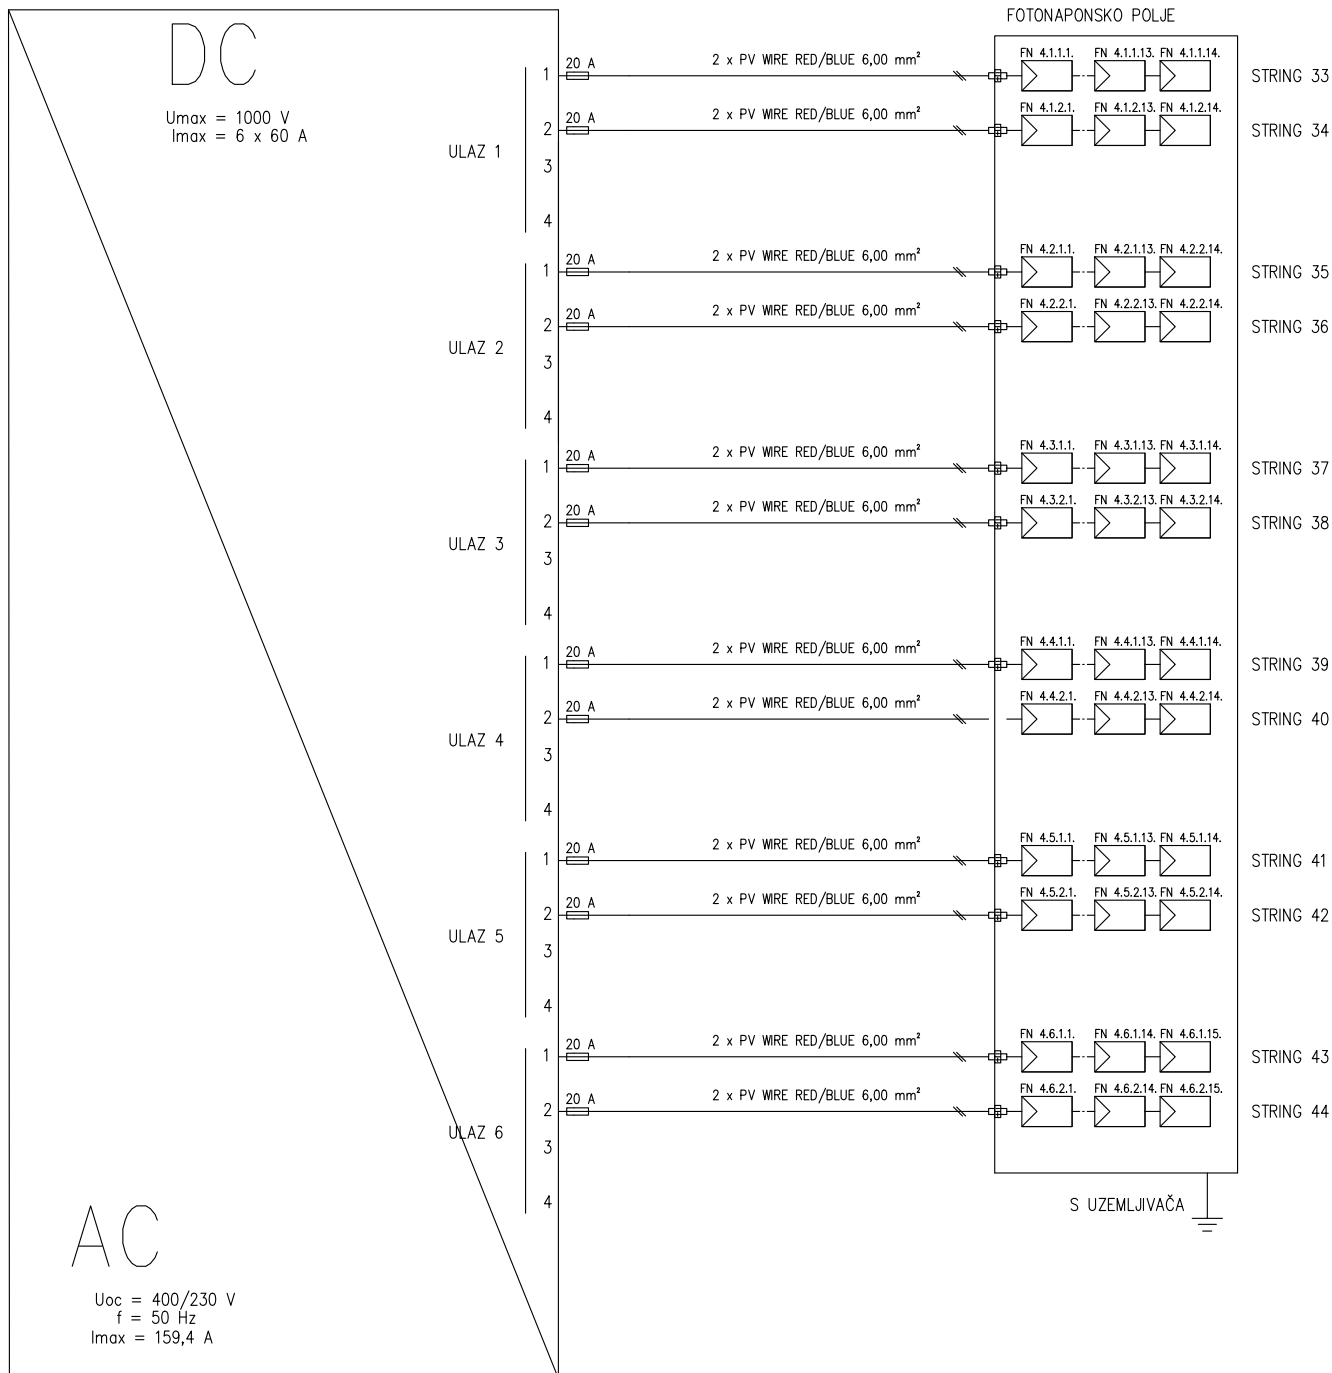 FOTONAPONSKO POLJE
DC
Umax = 1000 V
Imax = 6 x 60 A
ULAZ 1
1
20 A
2 x PV WIRE RED/BLUE 6,00 mm²
FN 4.1.1.1. FN 4.1.1.13. FN 4.1.1.14.
STRING 33
2
20 A
2 x PV WIRE RED/BLUE 6,00 mm²
FN 4.1.2.1. FN 4.1.2.13. FN 4.1.2.14.
STRING 34
3
4
ULAZ 2
1
20 A
2 x PV WIRE RED/BLUE 6,00 mm²
FN 4.2.1.1. FN 4.2.1.13. FN 4.2.2.14.
STRING 35
2
20 A
2 x PV WIRE RED/BLUE 6,00 mm²
FN 4.2.2.1. FN 4.2.2.13. FN 4.2.2.14.
STRING 36
3
4
ULAZ 3
1
20 A
2 x PV WIRE RED/BLUE 6,00 mm²
FN 4.3.1.1. FN 4.3.1.13. FN 4.3.1.14.
STRING 37
2
20 A
2 x PV WIRE RED/BLUE 6,00 mm²
FN 4.3.2.1. FN 4.3.2.13. FN 4.3.2.14.
STRING 38
3
4
ULAZ 4
1
20 A
2 x PV WIRE RED/BLUE 6,00 mm²
FN 4.4.1.1. FN 4.4.1.13. FN 4.4.1.14.
STRING 39
2
20 A
2 x PV WIRE RED/BLUE 6,00 mm²
FN 4.4.2.1. FN 4.4.2.13. FN 4.4.2.14.
STRING 40
3
4
ULAZ 5
1
20 A
2 x PV WIRE RED/BLUE 6,00 mm²
FN 4.5.1.1. FN 4.5.1.13. FN 4.5.1.14.
STRING 41
2
20 A
2 x PV WIRE RED/BLUE 6,00 mm²
FN 4.5.2.1. FN 4.5.2.13. FN 4.5.2.14.
STRING 42
3
4
ULAZ 6
1
20 A
2 x PV WIRE RED/BLUE 6,00 mm²
FN 4.6.1.1. FN 4.6.1.14. FN 4.6.1.15.
STRING 43
2
20 A
2 x PV WIRE RED/BLUE 6,00 mm²
FN 4.6.2.1. FN 4.6.2.14. FN 4.6.2.15.
STRING 44
3
4
S UZEMLJIVAČA
AC
Uoc = 400/230 V
f = 50 Hz
Imax = 159,4 A